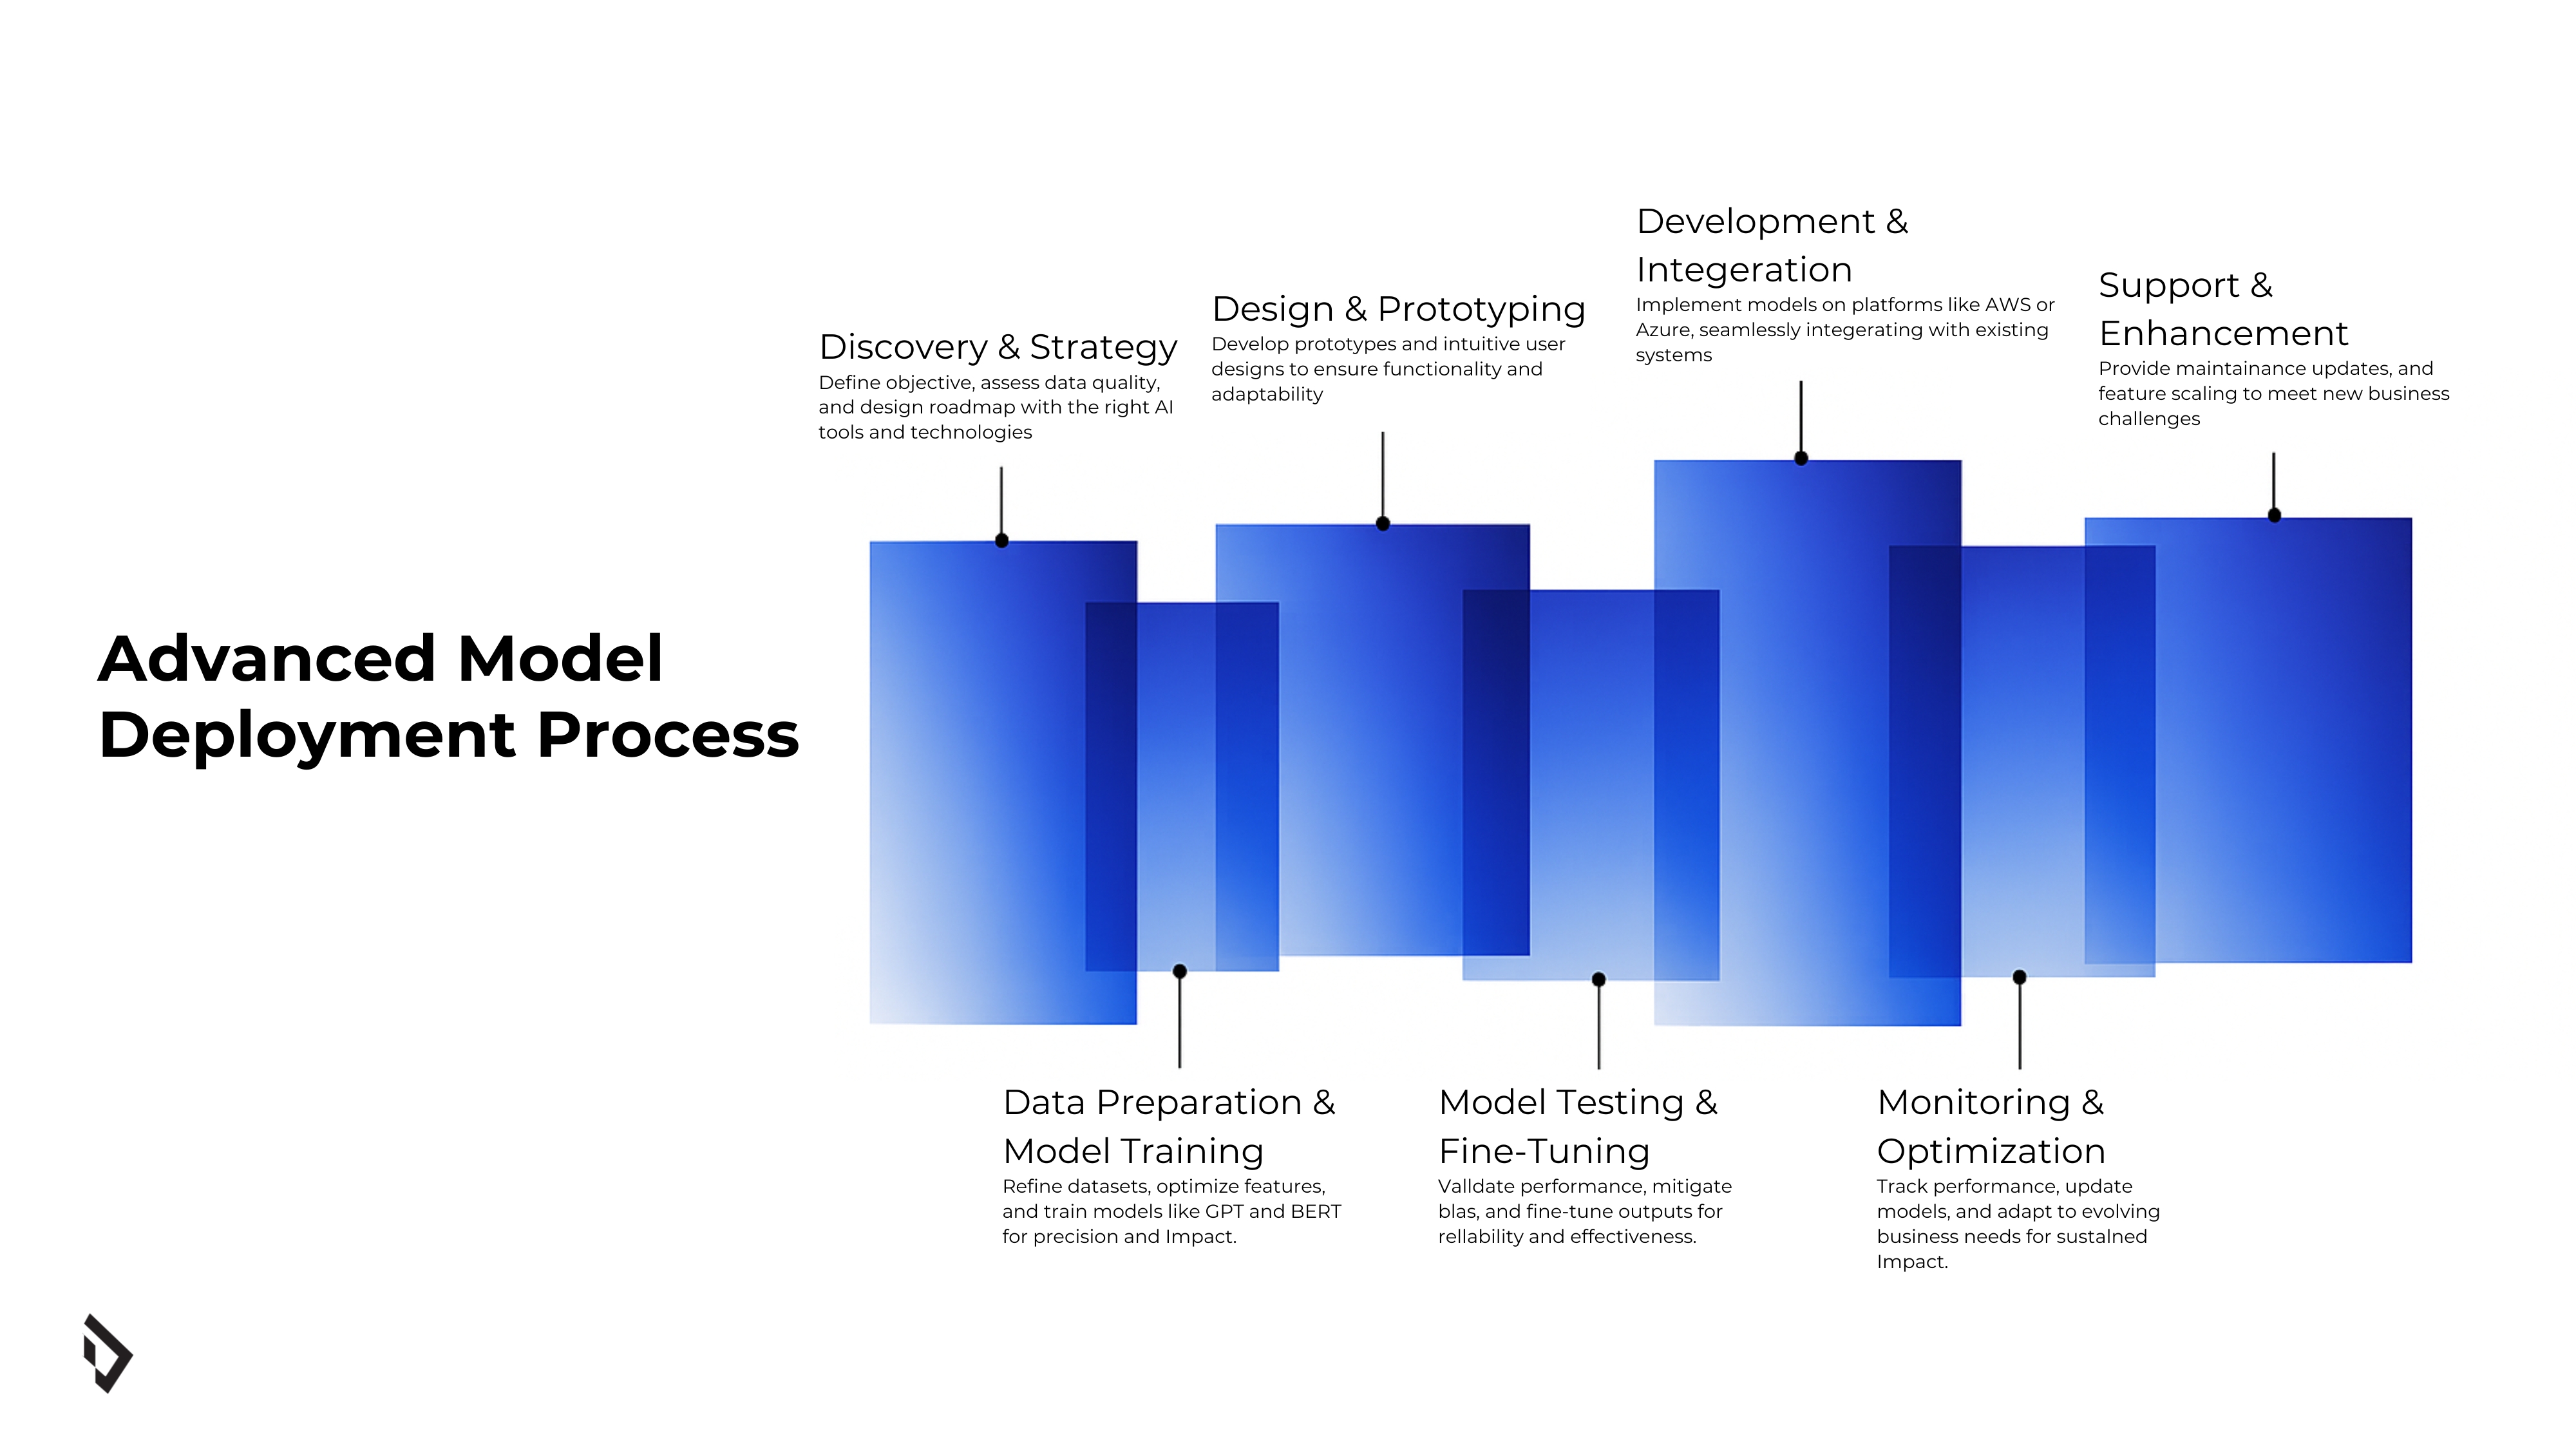 Advanced Model
Deployment Process
Discovery & Strategy
Define objective, assess data quality,
and design roadmap with the right AI
tools and technologies
Data Preparation &
Model Training
Refine datasets, optimize features,
and train models like GPT and BERT
for precision and Impact.
Design & Prototyping
Develop prototypes and intuitive user
designs to ensure functionality and
adaptability
Model Testing &
Fine-Tuning
Valldate performance, mitigate
blas, and fine-tune outputs for
rellability and effectiveness.
Development &
Integeration
Implement models on platforms like AWS or
Azure, seamlessly integerating with existing
systems
Monitoring &
Optimization
Track performance, update
models, and adapt to evolving
business needs for sustalned
Impact.
Support &
Enhancement
Provide maintainance updates, and
feature scaling to meet new business
challenges